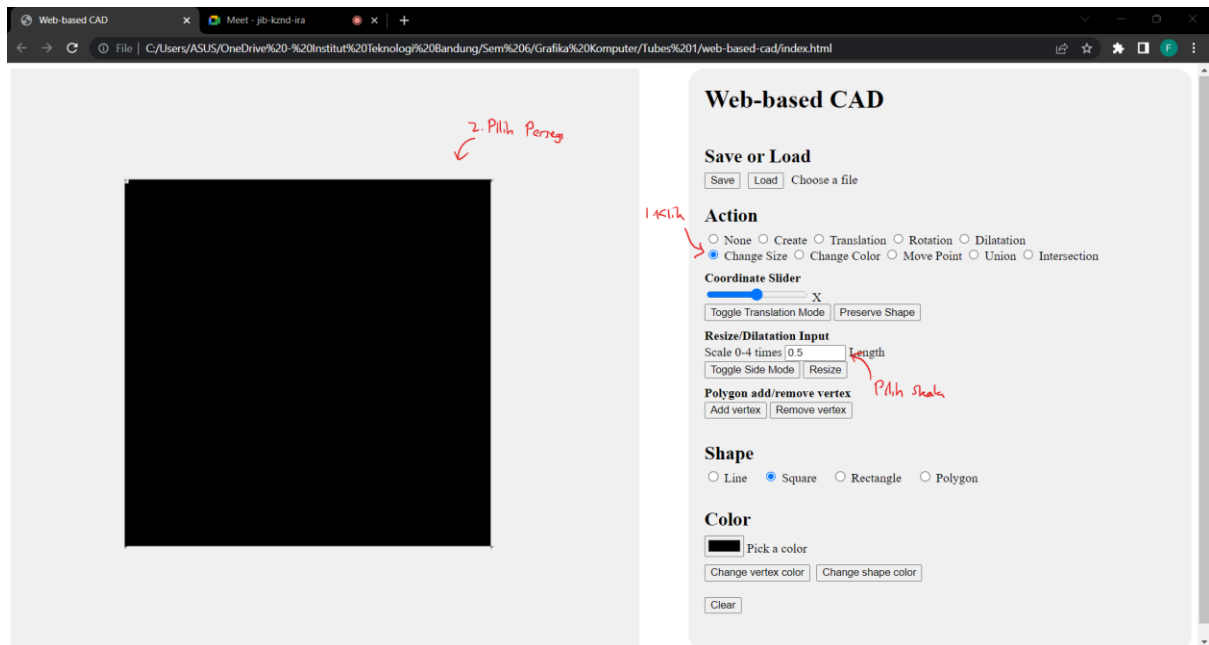 Web-based CAD
Meet - jib-kznd-ira
File C:/Users/ASUS/OneDrive%20-%20Institut%20Teknologi%20Bandung/Sem%206/Grafika%20Komputer/Tubes%201/web-based-cad/index.html
F
2. Pilih Persegi
Web-based CAD
Save or Load
Save Load Choose a file
1 Klik
Action
None Create Translation Rotation Dilatation
Change Size Change Color Move Point Union Intersection
Coordinate Slider
X
Toggle Translation Mode Preserve Shape
Resize/Dilatation Input
Scale 0-4 times 0.5 Length
Toggle Side Mode Resize
Pilih skala
Polygon add/remove vertex
Add vertex Remove vertex
Shape
Line Square Rectangle Polygon
Color
Pick a color
Change vertex color Change shape color
Clear